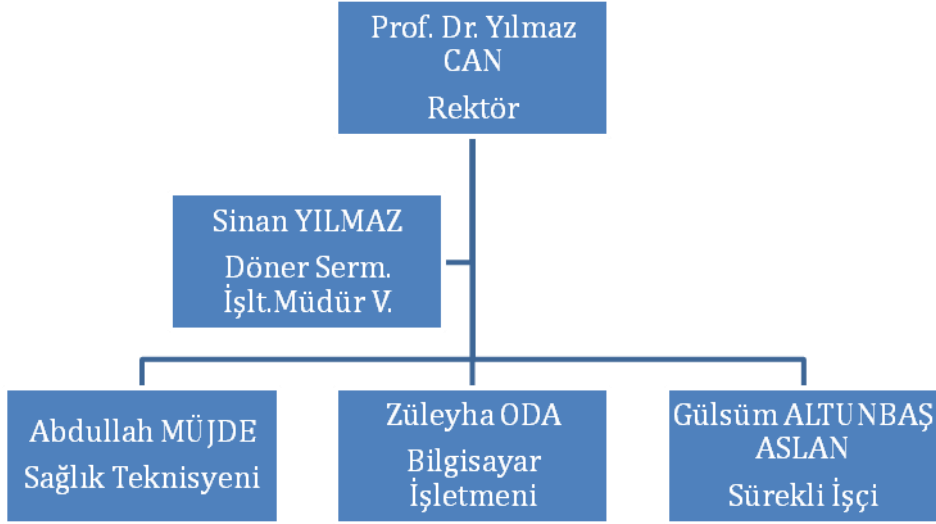 Prof. Dr. Yılmaz
CAN
Rektör
Sinan YILMAZ
Döner Serm.
İşlt.Müdür V.
Abdullah MÜJDE
Sağlık Teknisyeni
Züleyha ODA
Bilgisayar
İşletmeni
Gülsüm ALTUNBAŞ
ASLAN
Sürekli İşçi